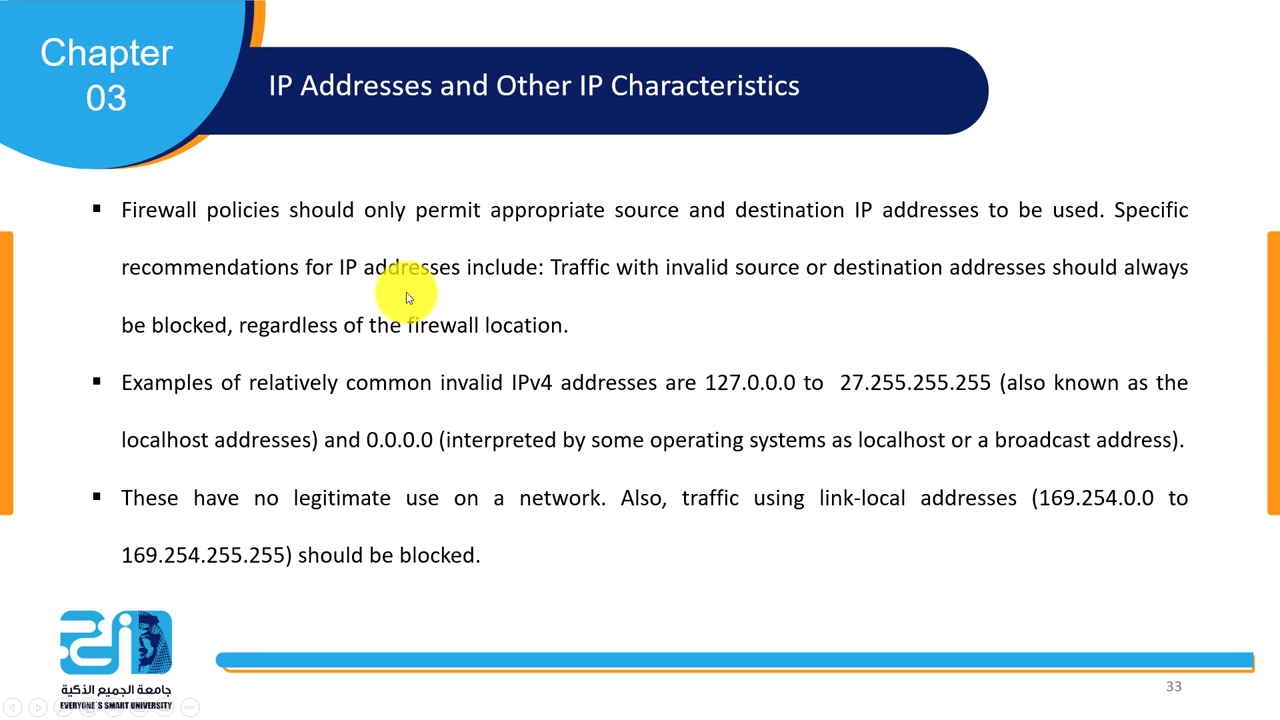 Chapter
03
IP Addresses and Other IP Characteristics
▪ Firewall policies should only permit appropriate source and destination IP addresses to be used. Specific
recommendations for IP addresses include: Traffic with invalid source or destination addresses should always
be blocked, regardless of the firewall location.
▪ Examples of relatively common invalid IPv4 addresses are 127.0.0.0 to 27.255.255.255 (also known as the
localhost addresses) and 0.0.0.0 (interpreted by some operating systems as localhost or a broadcast address).
▪ These have no legitimate use on a network. Also, traffic using link-local addresses (169.254.0.0 to
169.254.255.255) should be blocked.
جامعة الجميع الذكية
EVERYONE`S SMART UNIVERSITY
33